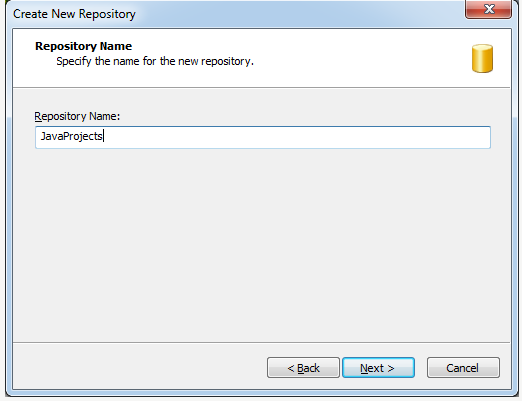 Create New Repository
Repository Name
Specify the name for the new repository.
Repository Name:
JavaProjects
< Back
Next >
Cancel